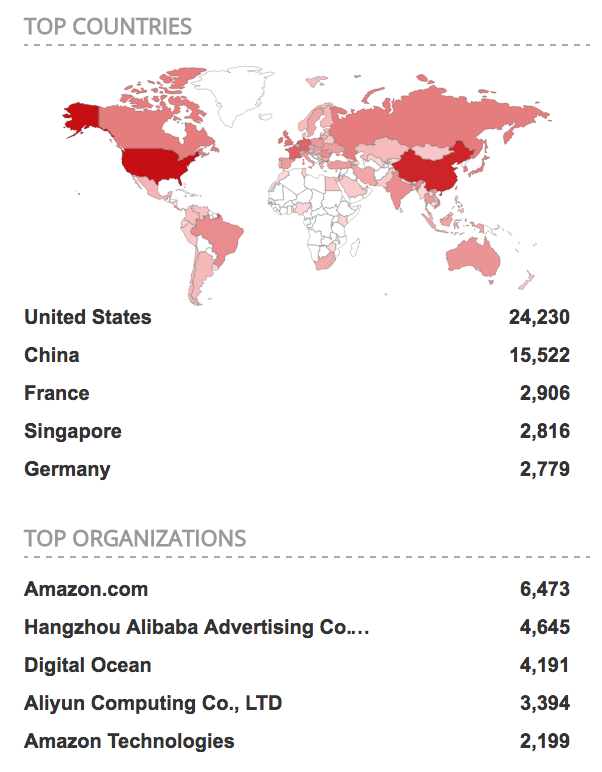 TOP COUNTRIES
United States 24,230
China 15,522
France 2,906
Singapore 2,816
Germany 2,779
TOP ORGANIZATIONS
Amazon.com 6,473
Hangzhou Alibaba Advertising Co.... 4,645
Digital Ocean 4,191
Aliyun Computing Co., LTD 3,394
Amazon Technologies 2,199